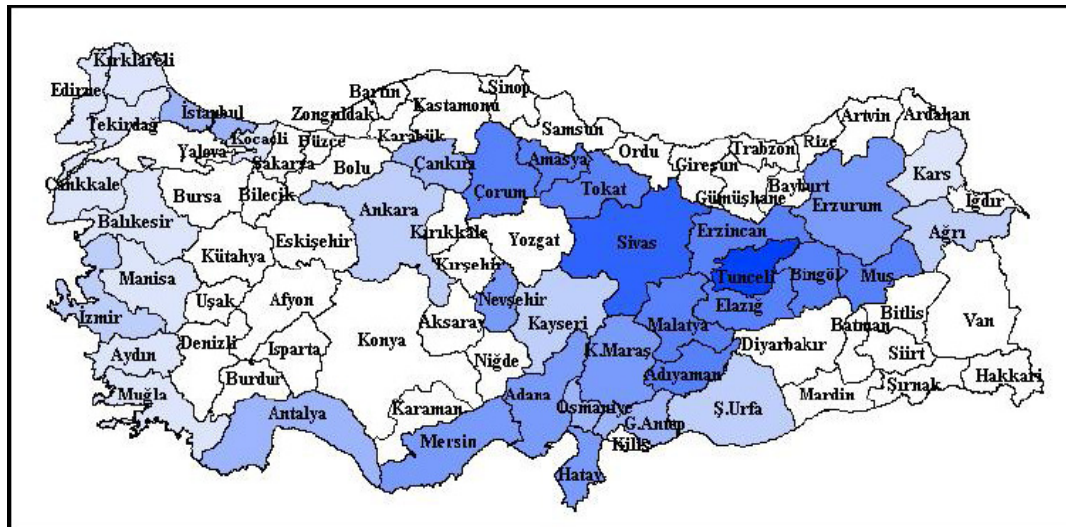 Kırklareli
Edirne
Tekirdağ
İstanbul
Kocaeli
Yalova
Sakarya
Düzce
Zonguldak
Bartın
Karabük
Kastamonu
Sinop
Samsun
Ordu
Giresun
Trabzon
Rize
Artvin
Ardahan
Çankkale
Balıkesir
Bursa
Bilecik
Bolu
Çankırı
Çorum
Amasya
Tokat
Gümüşhane
Bayburt
Erzurum
Kars
Iğdır
Ağrı
Ankara
Eskişehir
Kütahya
Kırıkkale
Yozgat
Sivas
Erzincan
Manisa
Uşak
Afyon
Kırşehir
Nevşehir
Kayseri
Tunceli
Bingöl
Muş
Elazığ
Malatya
İzmir
Aydın
Denizli
Isparta
Burdur
Konya
Aksaray
Niğde
K.Maraş
Adıyaman
Diyarbakır
Batman
Bitlis
Siirt
Van
Muğla
Antalya
Karaman
Mersin
Adana
Osmaniye
G.Antep
Kilis
Hatay
Ş.Urfa
Mardin
Şırnak
Hakkari